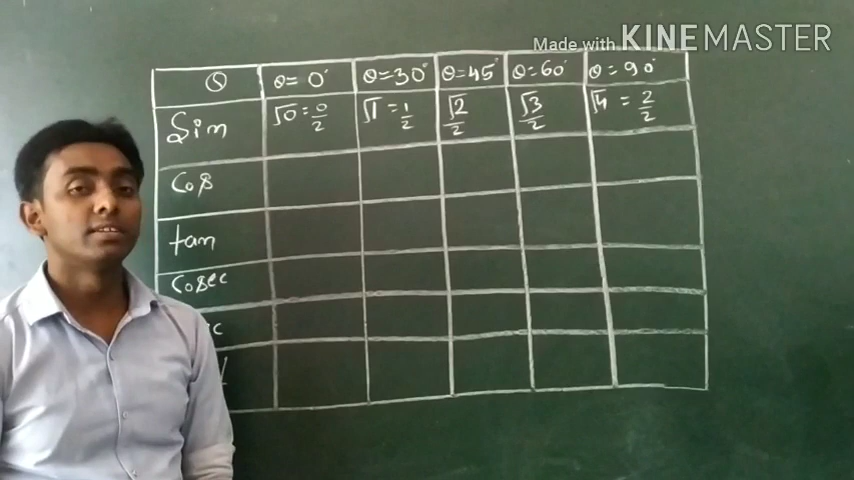 Made with KINEMASTER
θ θ = 0° θ = 30° θ = 45° θ = 60° θ = 90°
Sin √0 = 0/2 √1 = 1/2 √2/2 √3/2 √4 = 2/2
Cos
tan
Cosec
c